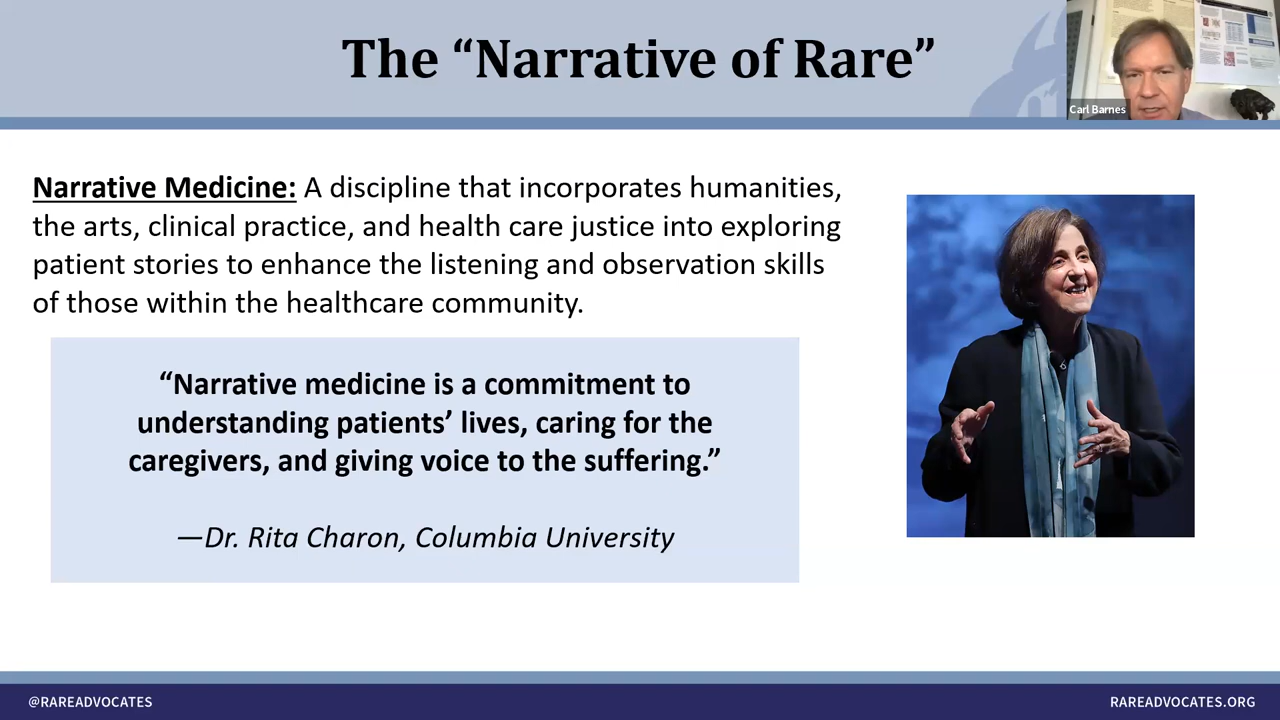 The “Narrative of Rare”
Carl Barnes
Narrative Medicine: A discipline that incorporates humanities,
the arts, clinical practice, and health care justice into exploring
patient stories to enhance the listening and observation skills
of those within the healthcare community.
“Narrative medicine is a commitment to
understanding patients’ lives, caring for the
caregivers, and giving voice to the suffering.”
—Dr. Rita Charon, Columbia University
@RAREADVOCATES
RAREADVOCATES.ORG